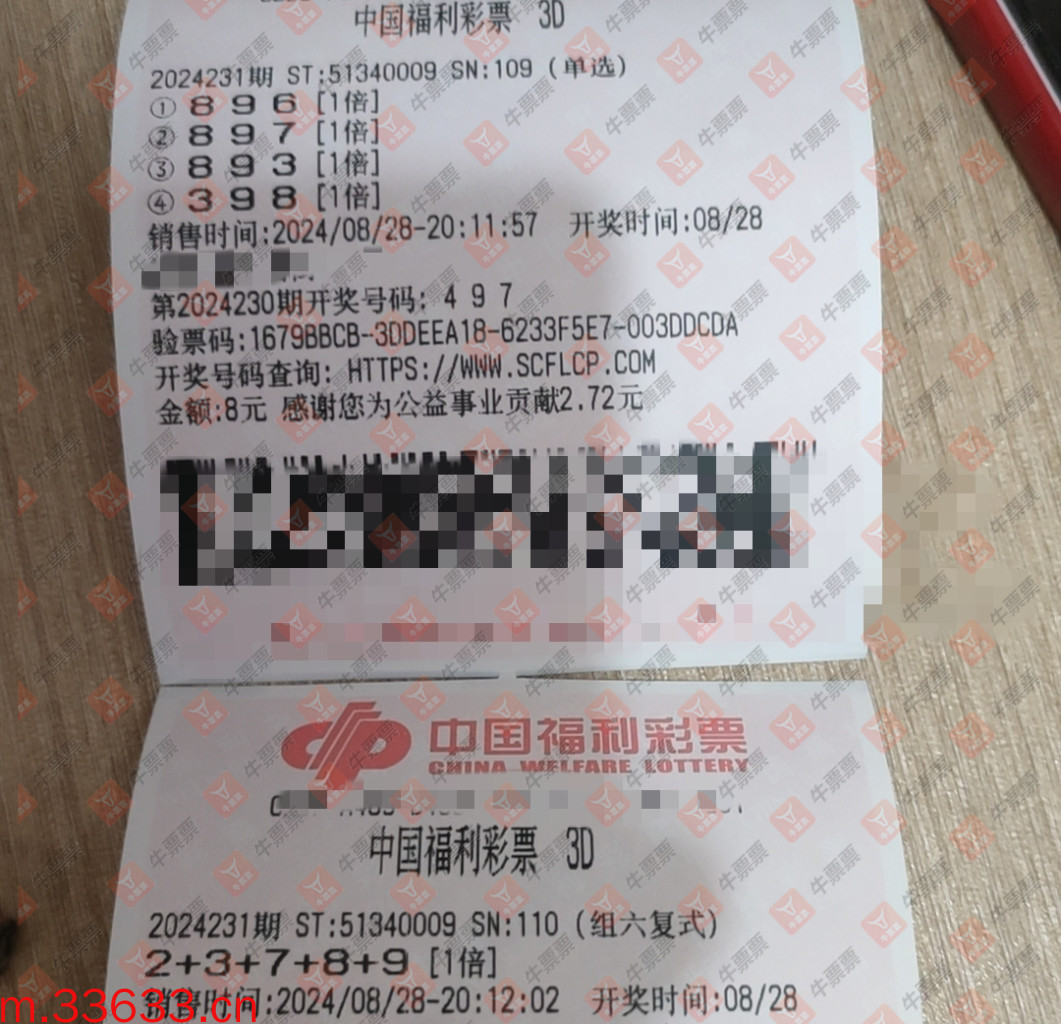 中国福利彩票 3D
2024231期 ST:51340009 SN:109 (单选)
① 8 9 6 [1倍]
② 8 9 7 [1倍]
③ 8 9 3 [1倍]
④ 3 9 8 [1倍]
销售时间:2024/08/28-20:11:57 开奖时间:08/28
第2024230期开奖号码: 4 9 7
验票码:1679BBCB-3DDEEA18-6233F5E7-003DDCDA
开奖号码查询: HTTPS://WWW.SCFLCP.COM
金额:8元 感谢您为公益事业贡献2.72元
中国福利彩票
CHINA WELFARE LOTTERY
中国福利彩票 3D
2024231期 ST:51340009 SN:110 (组六复式)
2+3+7+8+9 [1倍]
销售时间:2024/08/28-20:12:02 开奖时间:08/28
m.33633.cn
牛票票